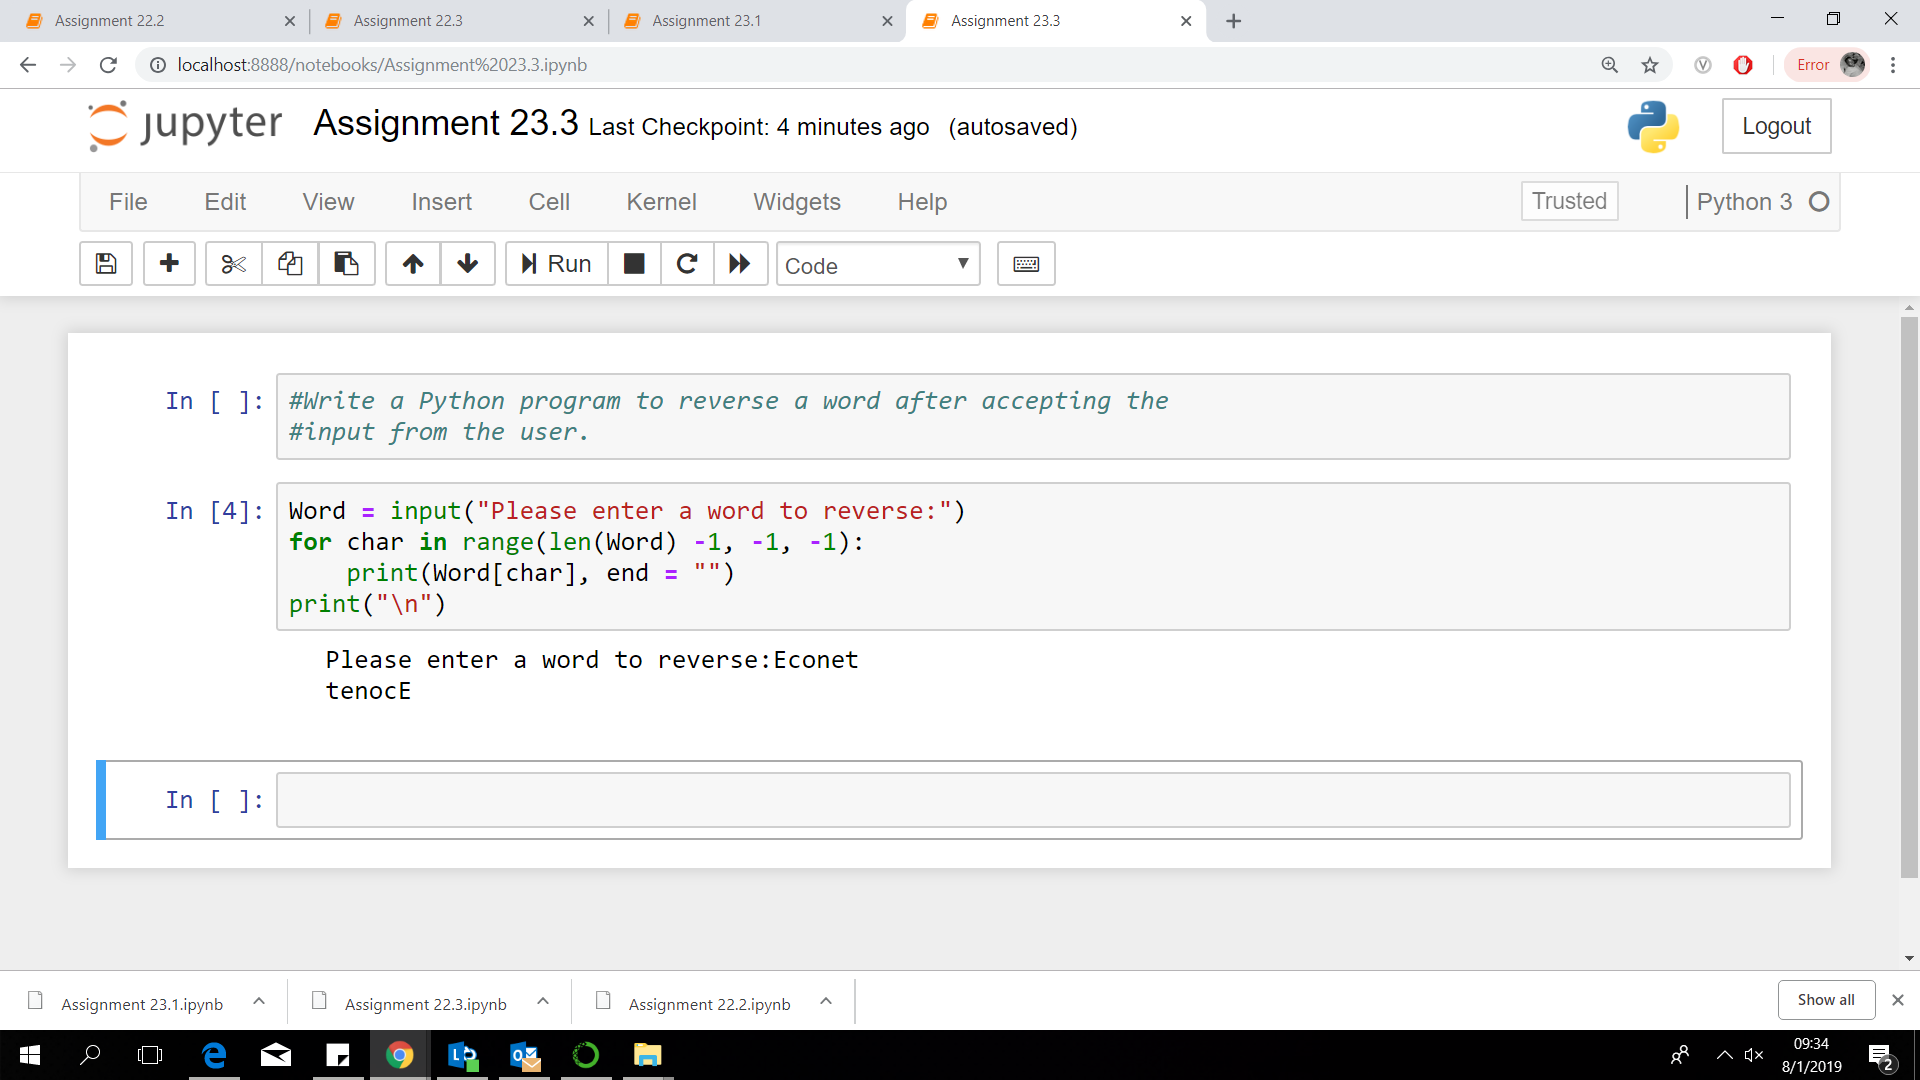 Assignment 22.2
Assignment 22.3
Assignment 23.1
Assignment 23.3
localhost:8888/notebooks/Assignment%2023.3.ipynb
Error
jupyter
Assignment 23.3 Last Checkpoint: 4 minutes ago (autosaved)
Logout
File Edit View Insert Cell Kernel Widgets Help
Trusted
Python 3
Run
Code
In [ ]:
#Write a Python program to reverse a word after accepting the
#input from the user.
In [4]:
Word = input("Please enter a word to reverse:")
for char in range(len(Word) -1, -1, -1):
    print(Word[char], end = "")
print("\n")
Please enter a word to reverse:Econet
tenocE
In [ ]:
Assignment 23.1.ipynb
Assignment 22.3.ipynb
Assignment 22.2.ipynb
Show all
09:34
8/1/2019
2